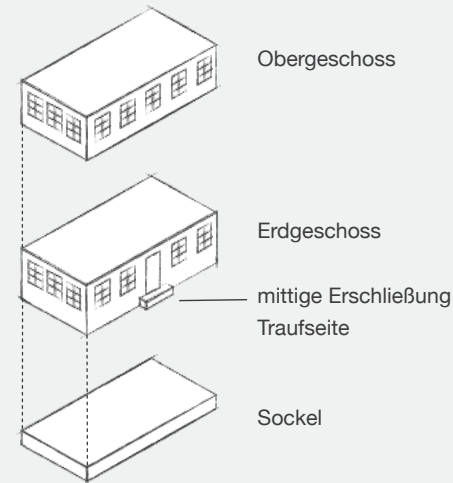 Obergeschoss
Erdgeschoss
mittige Erschließung
Traufseite
Sockel